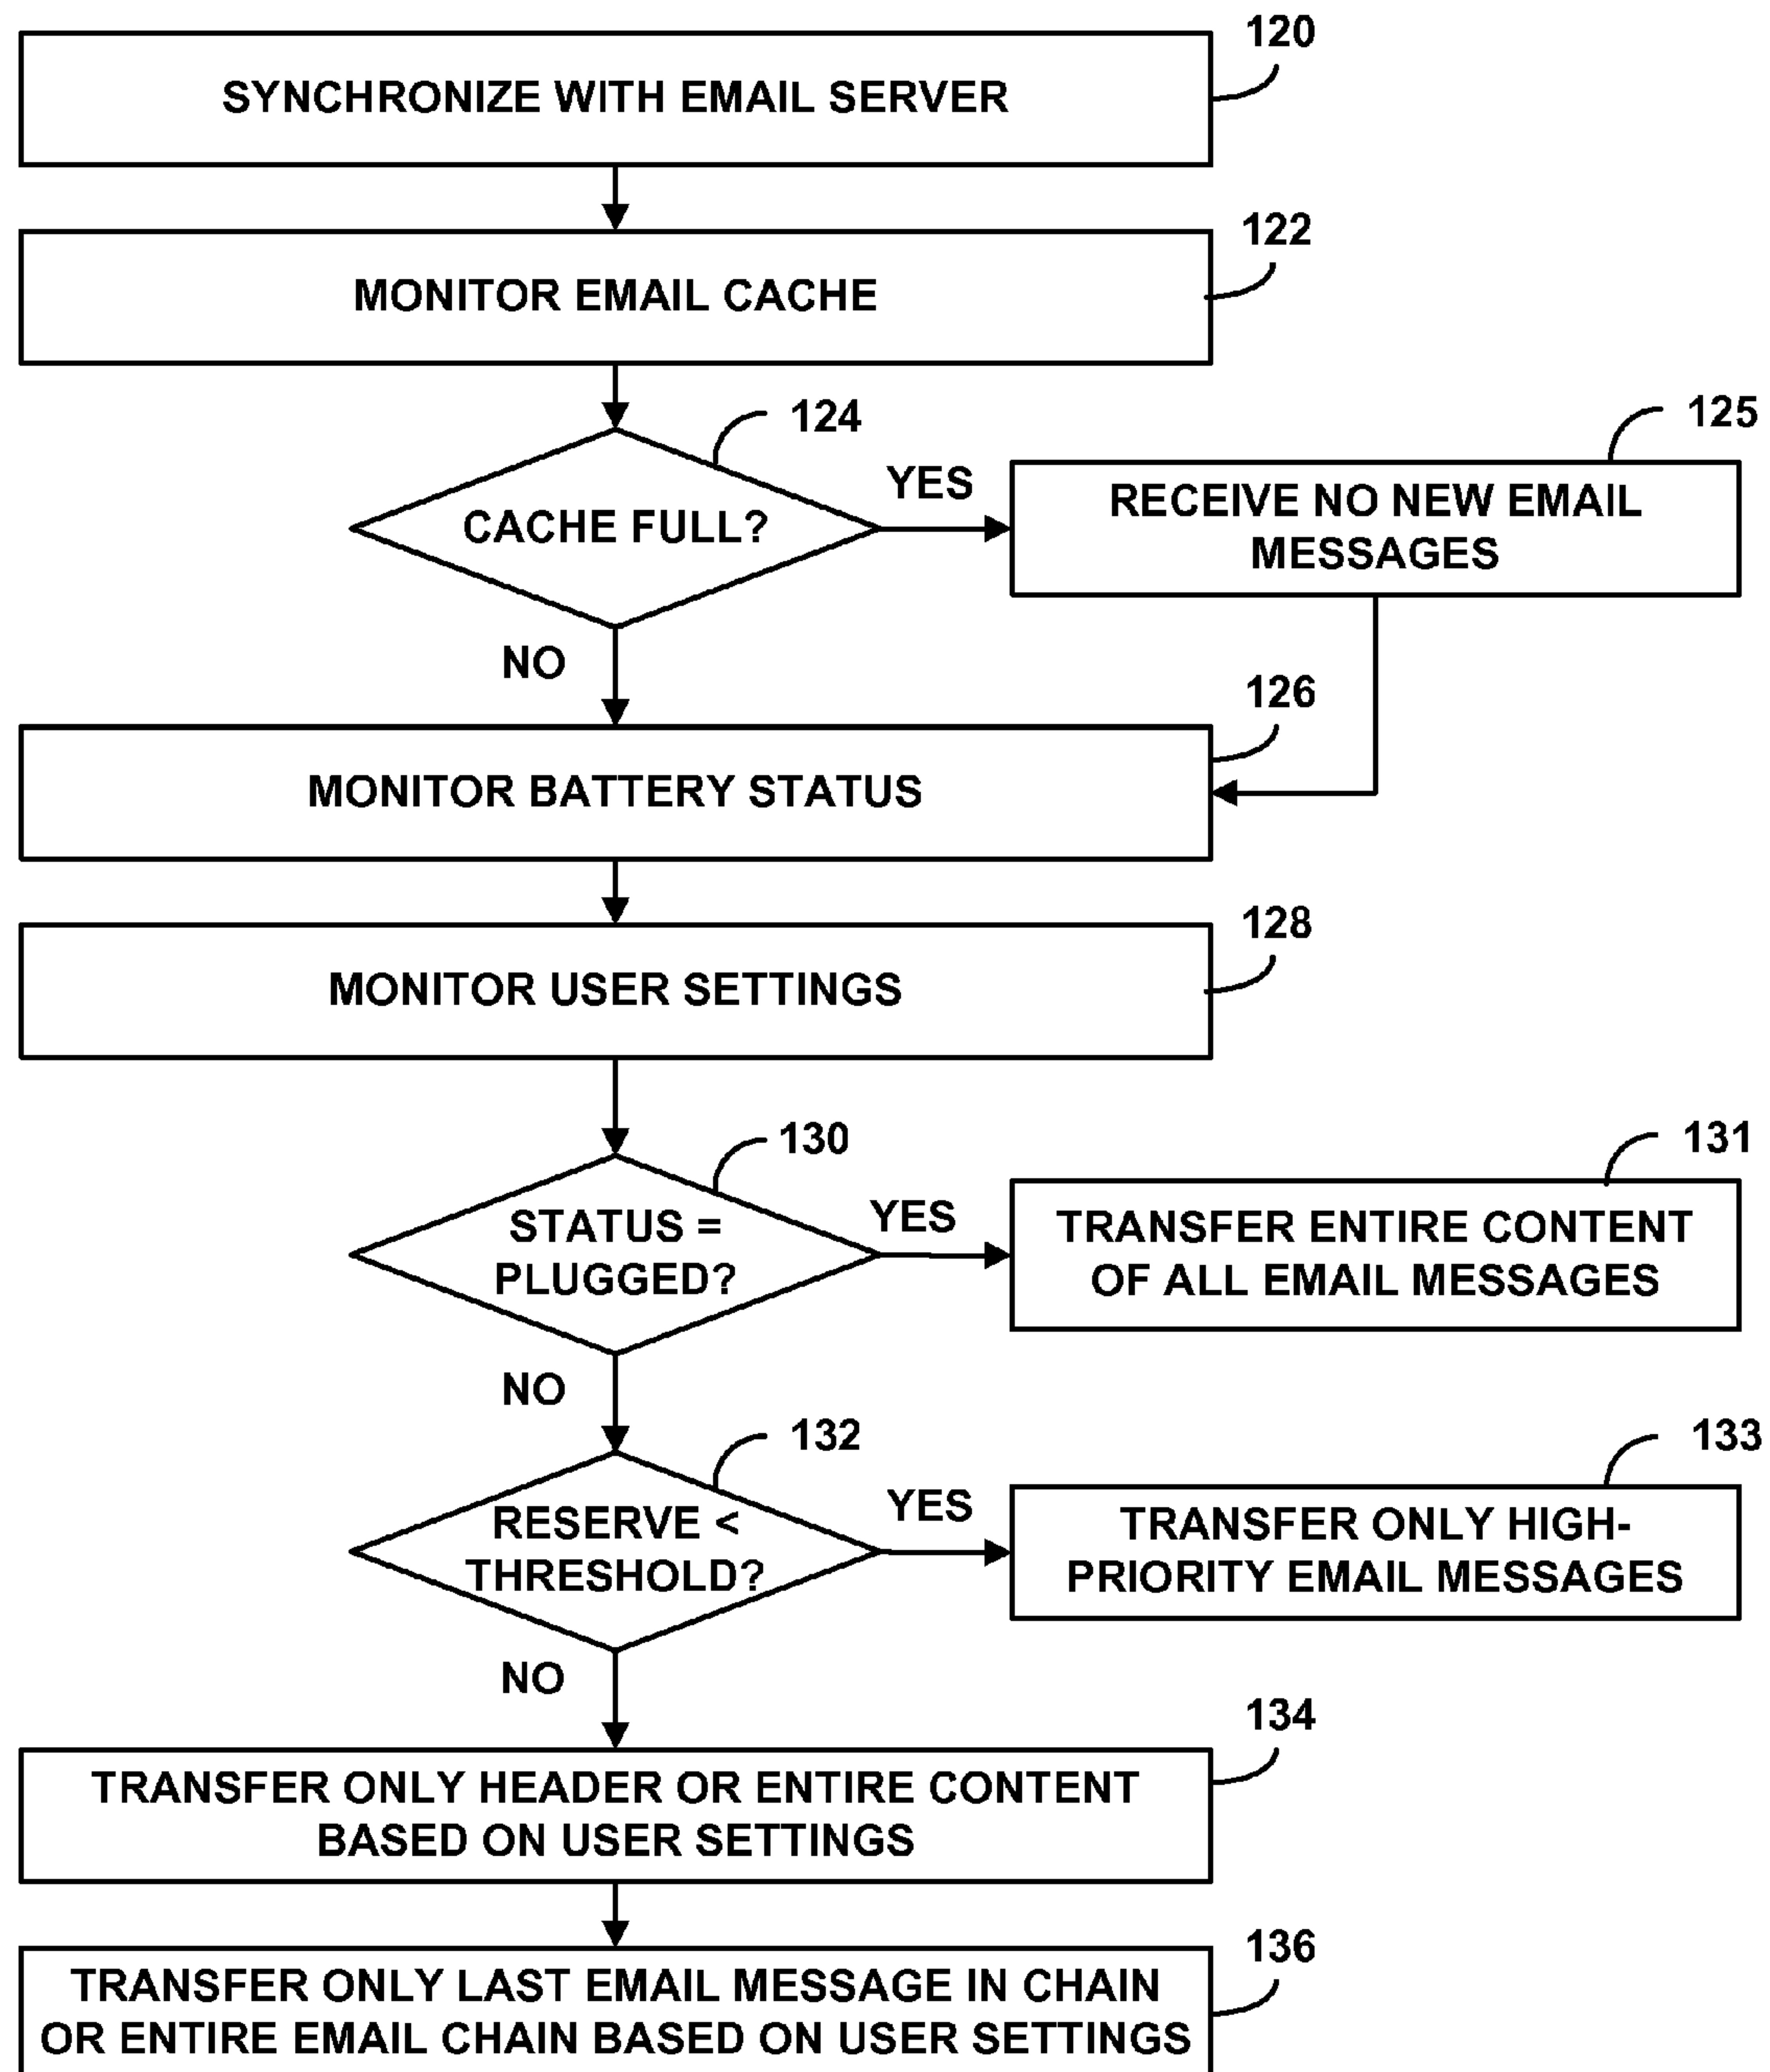 120
SYNCHRONIZE WITH EMAIL SERVER
122
MONITOR EMAIL CACHE
124
CACHE FULL?
YES
125
RECEIVE NO NEW EMAIL
MESSAGES
NO
126
MONITOR BATTERY STATUS
128
MONITOR USER SETTINGS
130
STATUS =
PLUGGED?
YES
131
TRANSFER ENTIRE CONTENT
OF ALL EMAIL MESSAGES
NO
132
RESERVE <
THRESHOLD?
YES
133
TRANSFER ONLY HIGH-
PRIORITY EMAIL MESSAGES
NO
134
TRANSFER ONLY HEADER OR ENTIRE CONTENT
BASED ON USER SETTINGS
136
TRANSFER ONLY LAST EMAIL MESSAGE IN CHAIN
OR ENTIRE EMAIL CHAIN BASED ON USER SETTINGS